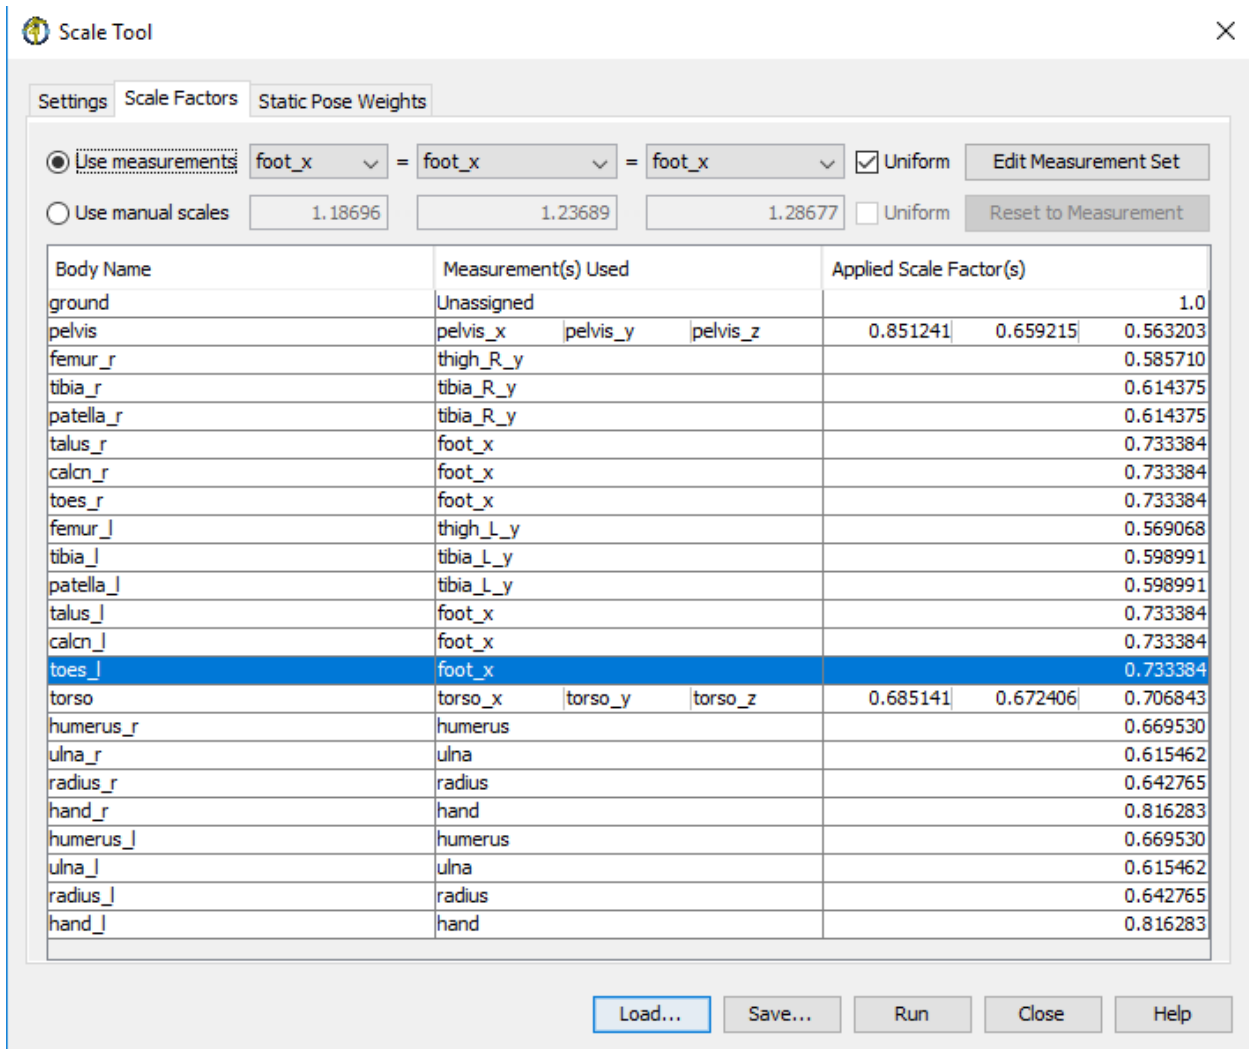 Scale Tool
Settings Scale Factors Static Pose Weights
Use measurements foot_x = foot_x = foot_x Uniform Edit Measurement Set
Use manual scales 1.18696 1.23689 1.28677 Uniform Reset to Measurement
Body Name Measurement(s) Used Applied Scale Factor(s)
ground Unassigned 1.0
pelvis pelvis_x pelvis_y pelvis_z 0.851241 0.659215 0.563203
femur_r thigh_R_y 0.585710
tibia_r tibia_R_y 0.614375
patella_r tibia_R_y 0.614375
talus_r foot_x 0.733384
calcn_r foot_x 0.733384
toes_r foot_x 0.733384
femur_l thigh_L_y 0.569068
tibia_l tibia_L_y 0.598991
patella_l tibia_L_y 0.598991
talus_l foot_x 0.733384
calcn_l foot_x 0.733384
toes_l foot_x 0.733384
torso torso_x torso_y torso_z 0.685141 0.672406 0.706843
humerus_r humerus 0.669530
ulna_r ulna 0.615462
radius_r radius 0.642765
hand_r hand 0.816283
humerus_l humerus 0.669530
ulna_l ulna 0.615462
radius_l radius 0.642765
hand_l hand 0.816283
Load... Save... Run Close Help